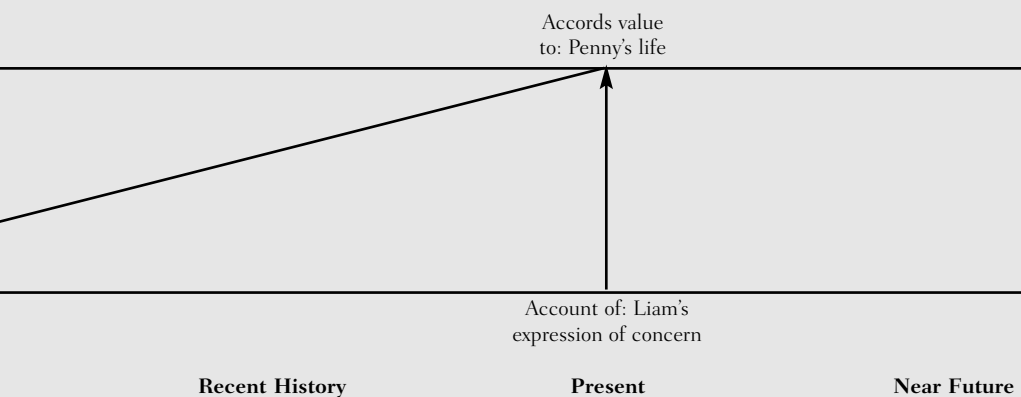 Accords value
to: Penny's life
Account of: Liam's
expression of concern
Recent History Present Near Future